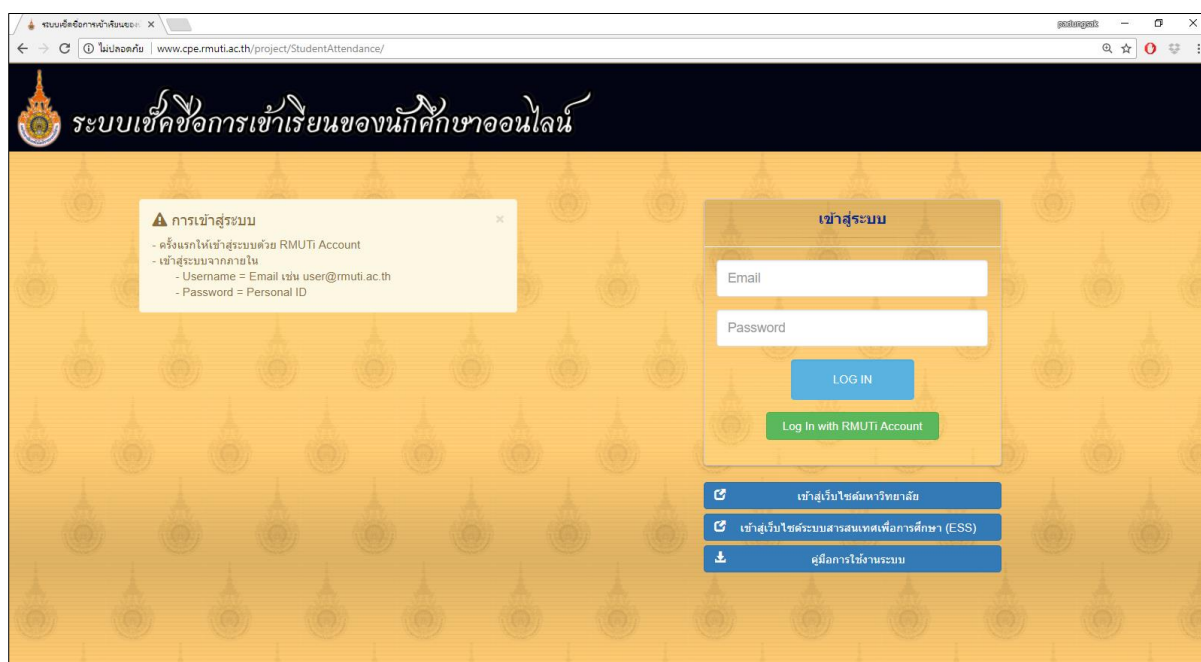 ระบบเช็คชื่อการเข้าเรียนของ
padungsak
ไม่ปลอดภัย | www.cpe.rmuti.ac.th/project/StudentAttendance/
ระบบเช็คชื่อการเข้าเรียนของนักศึกษาออนไลน์
การเข้าสู่ระบบ ×
- ครั้งแรกให้เข้าสู่ระบบด้วย RMUTi Account
- เข้าสู่ระบบจากภายใน
- Username = Email เช่น user@rmuti.ac.th
- Password = Personal ID
เข้าสู่ระบบ
Email
Password
LOG IN
Log In with RMUTi Account
เข้าสู่เว็บไซต์มหาวิทยาลัย
เข้าสู่เว็บไซต์ระบบสารสนเทศเพื่อการศึกษา (ESS)
คู่มือการใช้งานระบบ